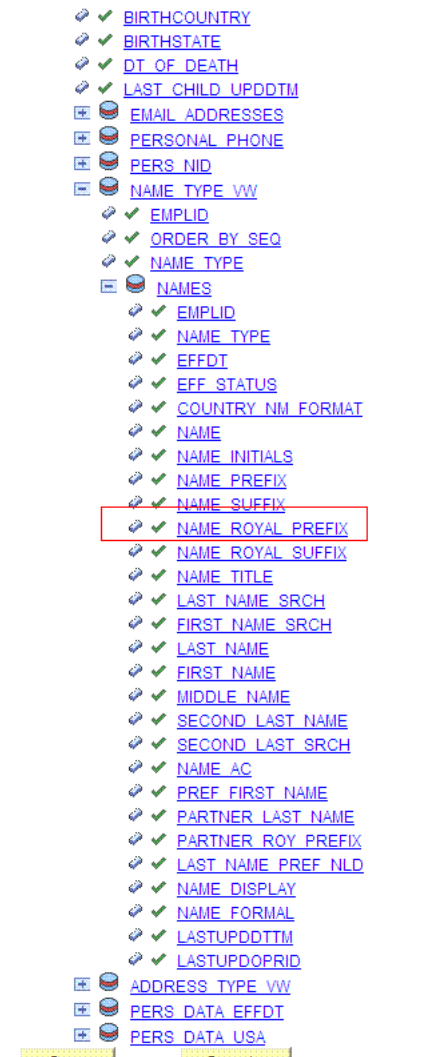 BIRTHCOUNTRY
BIRTHSTATE
DT_OF_DEATH
LAST_CHILD_UPDDTM
EMAIL_ADDRESSES
PERSONAL_PHONE
PERS_NID
NAME_TYPE_VW
EMPLID
ORDER_BY_SEQ
NAME_TYPE
NAMES
EMPLID
NAME_TYPE
EFFDT
EFF_STATUS
COUNTRY_NM_FORMAT
NAME
NAME_INITIALS
NAME_PREFIX
NAME_SUFFIX
NAME_ROYAL_PREFIX
NAME_ROYAL_SUFFIX
NAME_TITLE
LAST_NAME_SRCH
FIRST_NAME_SRCH
LAST_NAME
FIRST_NAME
MIDDLE_NAME
SECOND_LAST_NAME
SECOND_LAST_SRCH
NAME_AC
PREF_FIRST_NAME
PARTNER_LAST_NAME
PARTNER_ROY_PREFIX
LAST_NAME_PREF_NLD
NAME_DISPLAY
NAME_FORMAL
LASTUPDDTTM
LASTUPDOPRID
ADDRESS_TYPE_VW
PERS_DATA_EFFDT
PERS_DATA_USA